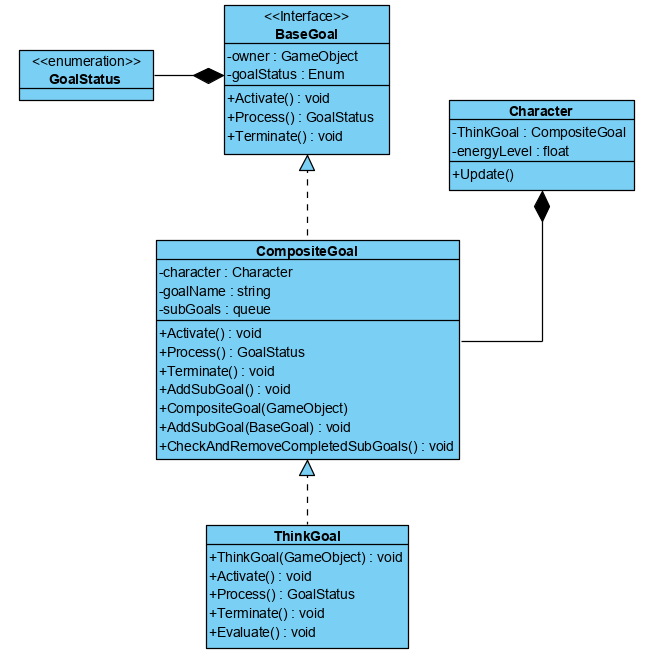 <<Interface>>
BaseGoal
-owner : GameObject
-goalStatus : Enum
+Activate() : void
+Process() : GoalStatus
+Terminate() : void
<<enumeration>>
GoalStatus
Character
-ThinkGoal : CompositeGoal
-energyLevel : float
+Update()
CompositeGoal
-character : Character
-goalName : string
-subGoals : queue
+Activate() : void
+Process() : GoalStatus
+Terminate() : void
+AddSubGoal() : void
+CompositeGoal(GameObject)
+AddSubGoal(BaseGoal) : void
+CheckAndRemoveCompletedSubGoals() : void
ThinkGoal
+ThinkGoal(GameObject) : void
+Activate() : void
+Process() : GoalStatus
+Terminate() : void
+Evaluate() : void